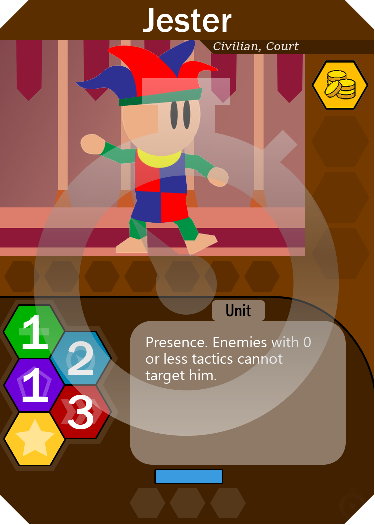 Jester
Civilian, Court
1
2
1
3
Unit
Presence. Enemies with 0
or less tactics cannot
target him.